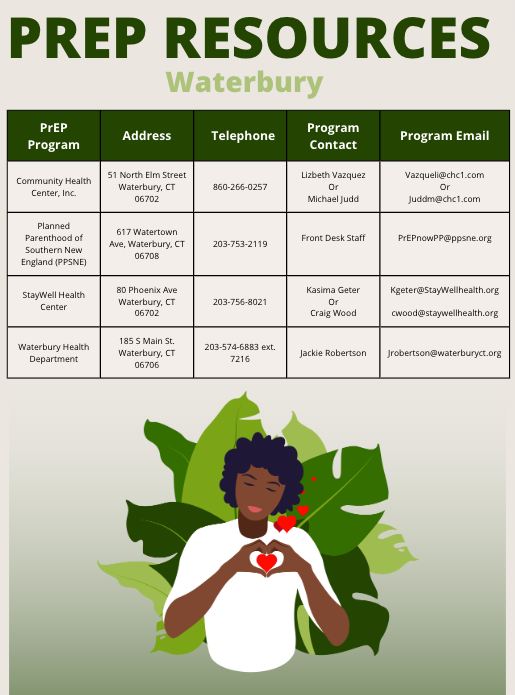 PREP RESOURCES
Waterbury
PrEP
Program
Address
Telephone
Program
Contact
Program Email
Community Health
Center, Inc.
51 North Elm Street
Waterbury, CT
06702
860-266-0257
Lizbeth Vazquez
Or
Michael Judd
Vazqueli@chc1.com
Or
Juddm@chc1.com
Planned
Parenthood of
Southern New
England (PPSNE)
617 Watertown
Ave, Waterbury, CT
06708
203-753-2119
Front Desk Staff
PrEPnowPP@ppsne.org
StayWell Health
Center
80 Phoenix Ave
Waterbury, CT
06702
203-756-8021
Kasima Geter
Or
Craig Wood
Kgeter@StayWellhealth.org
cwood@staywellhealth.org
Waterbury Health
Department
185 S Main St.
Waterbury, CT
06706
203-574-6883 ext.
7216
Jackie Robertson
Jrobertson@waterburyct.org